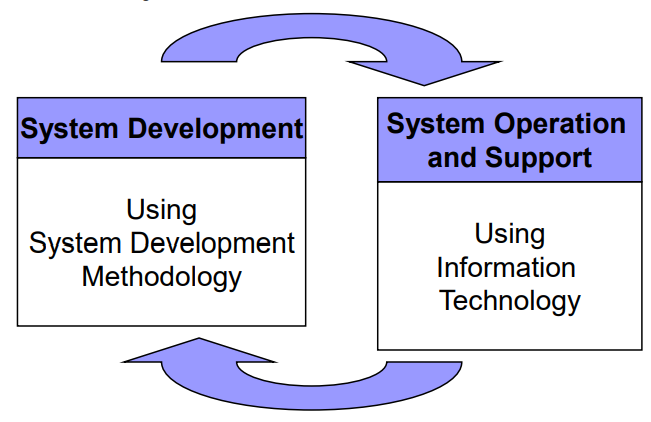 System Development
Using
System Development
Methodology
System Operation
and Support
Using
Information
Technology